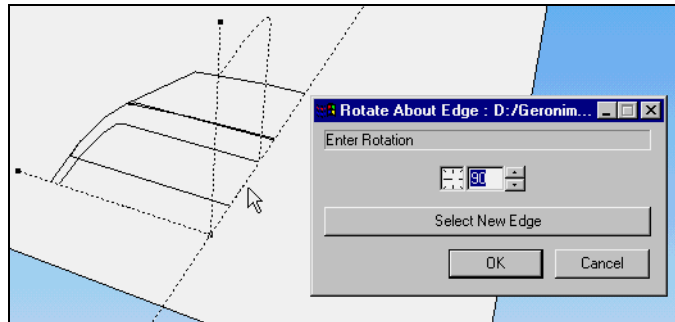 Rotate About Edge : D:/Geronim...
Enter Rotation
90
Select New Edge
OK Cancel